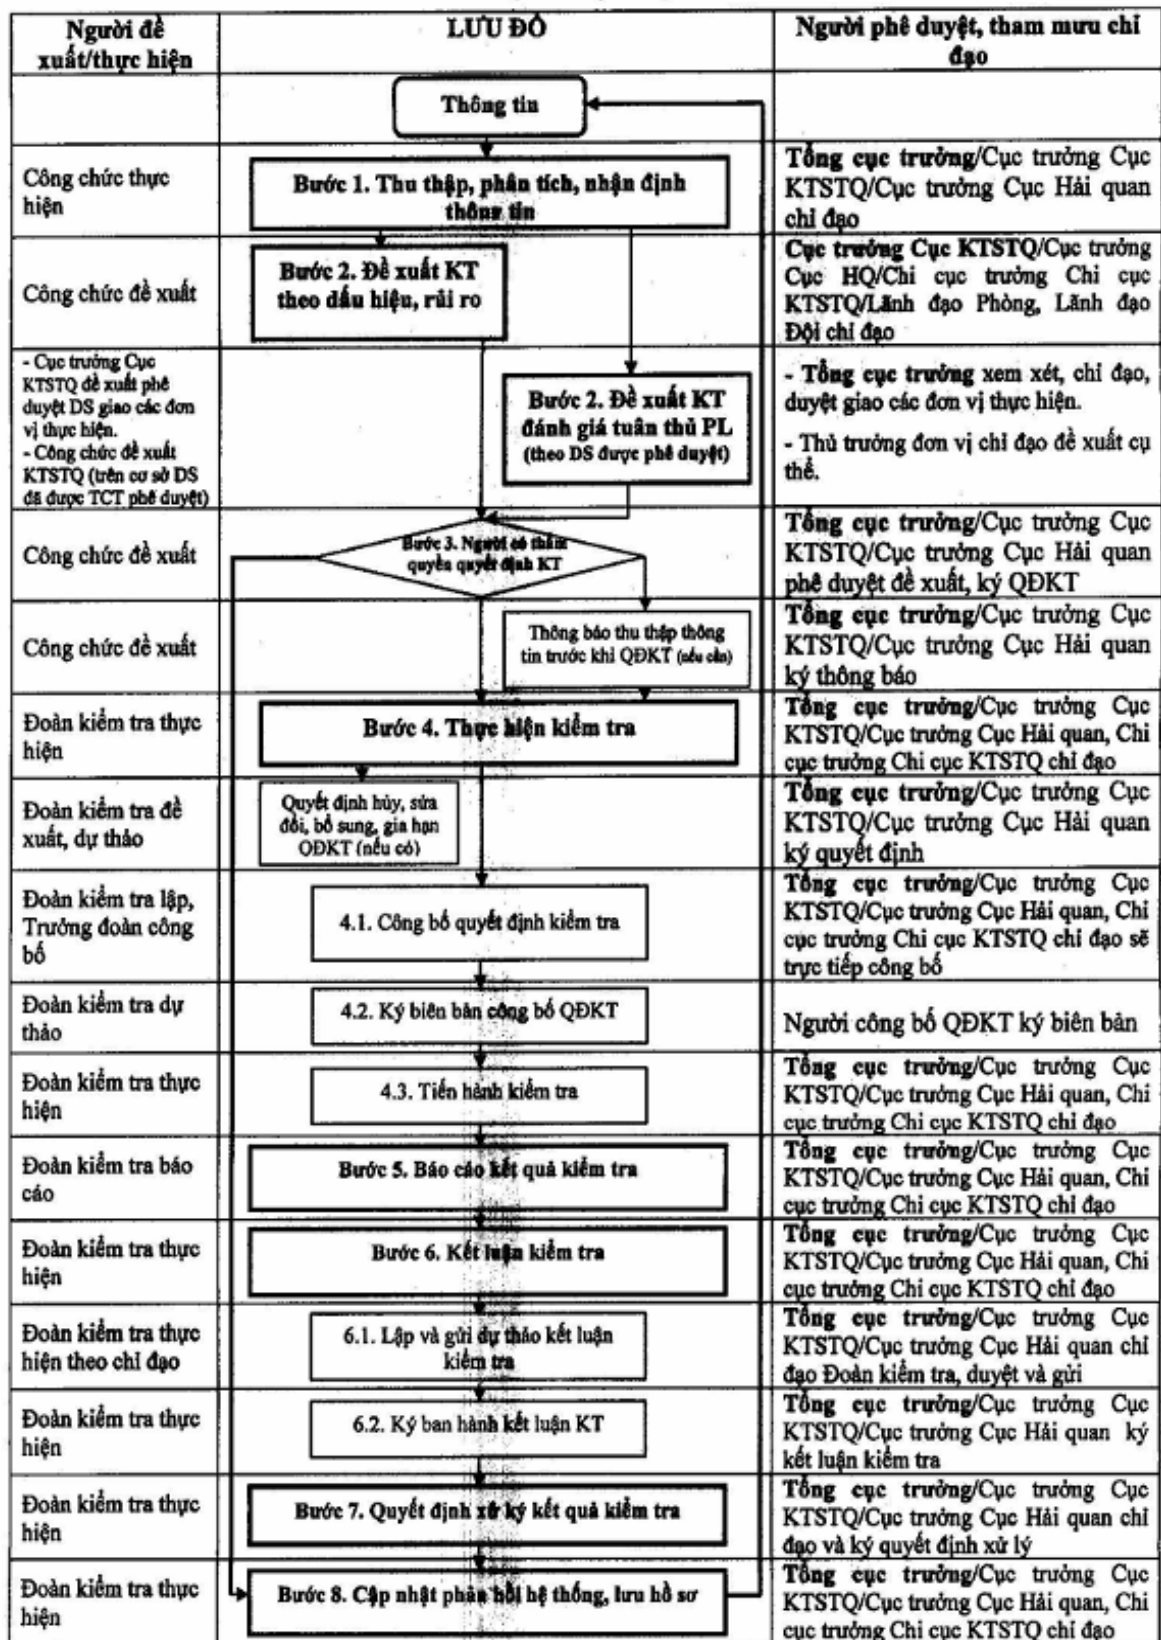 Người đề
xuất/thực hiện
LƯU ĐỒ
Người phê duyệt, tham mưu chỉ
đạo
Thông tin
Công chức thực
hiện
Bước 1. Thu thập, phân tích, nhận định
thông tin
Tổng cục trưởng/Cục trưởng Cục
KTSTQ/Cục trưởng Cục Hải quan
chỉ đạo
Công chức đề xuất
Bước 2. Đề xuất KT
theo dấu hiệu, rủi ro
Cục trưởng Cục KTSTQ/Cục trưởng
Cục HQ/Chi cục trưởng Chi cục
KTSTQ/Lãnh đạo Phòng, Lãnh đạo
Đội chỉ đạo
- Cục trưởng Cục
KTSTQ đề xuất phê
duyệt DS giao các đơn
vị thực hiện.
- Công chức đề xuất
KTSTQ (trên cơ sở DS
đã được TCT phê duyệt)
Bước 2. Đề xuất KT
đánh giá tuân thủ PL
(theo DS được phê duyệt)
- Tổng cục trưởng xem xét, chỉ đạo,
duyệt giao các đơn vị thực hiện.
- Thủ trưởng đơn vị chỉ đạo đề xuất cụ
thể.
Công chức đề xuất
Bước 3. Người có thẩm
quyền quyết định KT
Tổng cục trưởng/Cục trưởng Cục
KTSTQ/Cục trưởng Cục Hải quan
phê duyệt đề xuất, ký QĐKT
Công chức đề xuất
Thông báo thu thập thông
tin trước khi QĐKT (nếu cần)
Tổng cục trưởng/Cục trưởng Cục
KTSTQ/Cục trưởng Cục Hải quan
ký thông báo
Đoàn kiểm tra thực
hiện
Bước 4. Thực hiện kiểm tra
Tổng cục trưởng/Cục trưởng Cục
KTSTQ/Cục trưởng Cục Hải quan, Chi
cục trưởng Chi cục KTSTQ chỉ đạo
Đoàn kiểm tra đề
xuất, dự thảo
Quyết định hủy, sửa
đổi, bổ sung, gia hạn
QĐKT (nếu có)
Tổng cục trưởng/Cục trưởng Cục
KTSTQ/Cục trưởng Cục Hải quan
ký quyết định
Đoàn kiểm tra lập,
Trưởng đoàn công
bố
4.1. Công bố quyết định kiểm tra
Tổng cục trưởng/Cục trưởng Cục
KTSTQ/Cục trưởng Cục Hải quan, Chi
cục trưởng Chi cục KTSTQ chỉ đạo sẽ
trực tiếp công bố
Đoàn kiểm tra dự
thảo
4.2. Ký biên bản công bố QĐKT
Người công bố QĐKT ký biên bản
Đoàn kiểm tra thực
hiện
4.3. Tiến hành kiểm tra
Tổng cục trưởng/Cục trưởng Cục
KTSTQ/Cục trưởng Cục Hải quan, Chi
cục trưởng Chi cục KTSTQ chỉ đạo
Đoàn kiểm tra báo
cáo
Bước 5. Báo cáo kết quả kiểm tra
Tổng cục trưởng/Cục trưởng Cục
KTSTQ/Cục trưởng Cục Hải quan, Chi
cục trưởng Chi cục KTSTQ chỉ đạo
Đoàn kiểm tra thực
hiện
Bước 6. Kết luận kiểm tra
Tổng cục trưởng/Cục trưởng Cục
KTSTQ/Cục trưởng Cục Hải quan, Chi
cục trưởng Chi cục KTSTQ chỉ đạo
Đoàn kiểm tra thực
hiện theo chỉ đạo
6.1. Lập và gửi dự thảo kết luận
kiểm tra
Tổng cục trưởng/Cục trưởng Cục
KTSTQ/Cục trưởng Cục Hải quan chỉ
đạo Đoàn kiểm tra, duyệt và gửi
Đoàn kiểm tra thực
hiện
6.2. Ký ban hành kết luận KT
Tổng cục trưởng/Cục trưởng Cục
KTSTQ/Cục trưởng Cục Hải quan ký
kết luận kiểm tra
Đoàn kiểm tra thực
hiện
Bước 7. Quyết định xử ký kết quả kiểm tra
Tổng cục trưởng/Cục trưởng Cục
KTSTQ/Cục trưởng Cục Hải quan chỉ
đạo và ký quyết định xử lý
Đoàn kiểm tra thực
hiện
Bước 8. Cập nhật phản hồi hệ thống, lưu hồ sơ
Tổng cục trưởng/Cục trưởng Cục
KTSTQ/Cục trưởng Cục Hải quan, Chi
cục trưởng Chi cục KTSTQ chỉ đạo